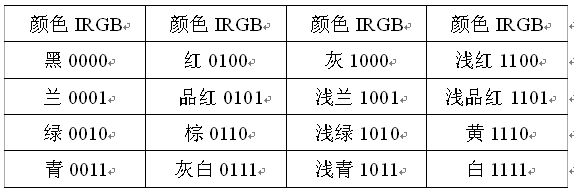 颜色 IRGB 颜色 IRGB 颜色 IRGB 颜色 IRGB
黑 0000 红 0100 灰 1000 浅红 1100
兰 0001 品红 0101 浅兰 1001 浅品红 1101
绿 0010 棕 0110 浅绿 1010 黄 1110
青 0011 灰白 0111 浅青 1011 白 1111